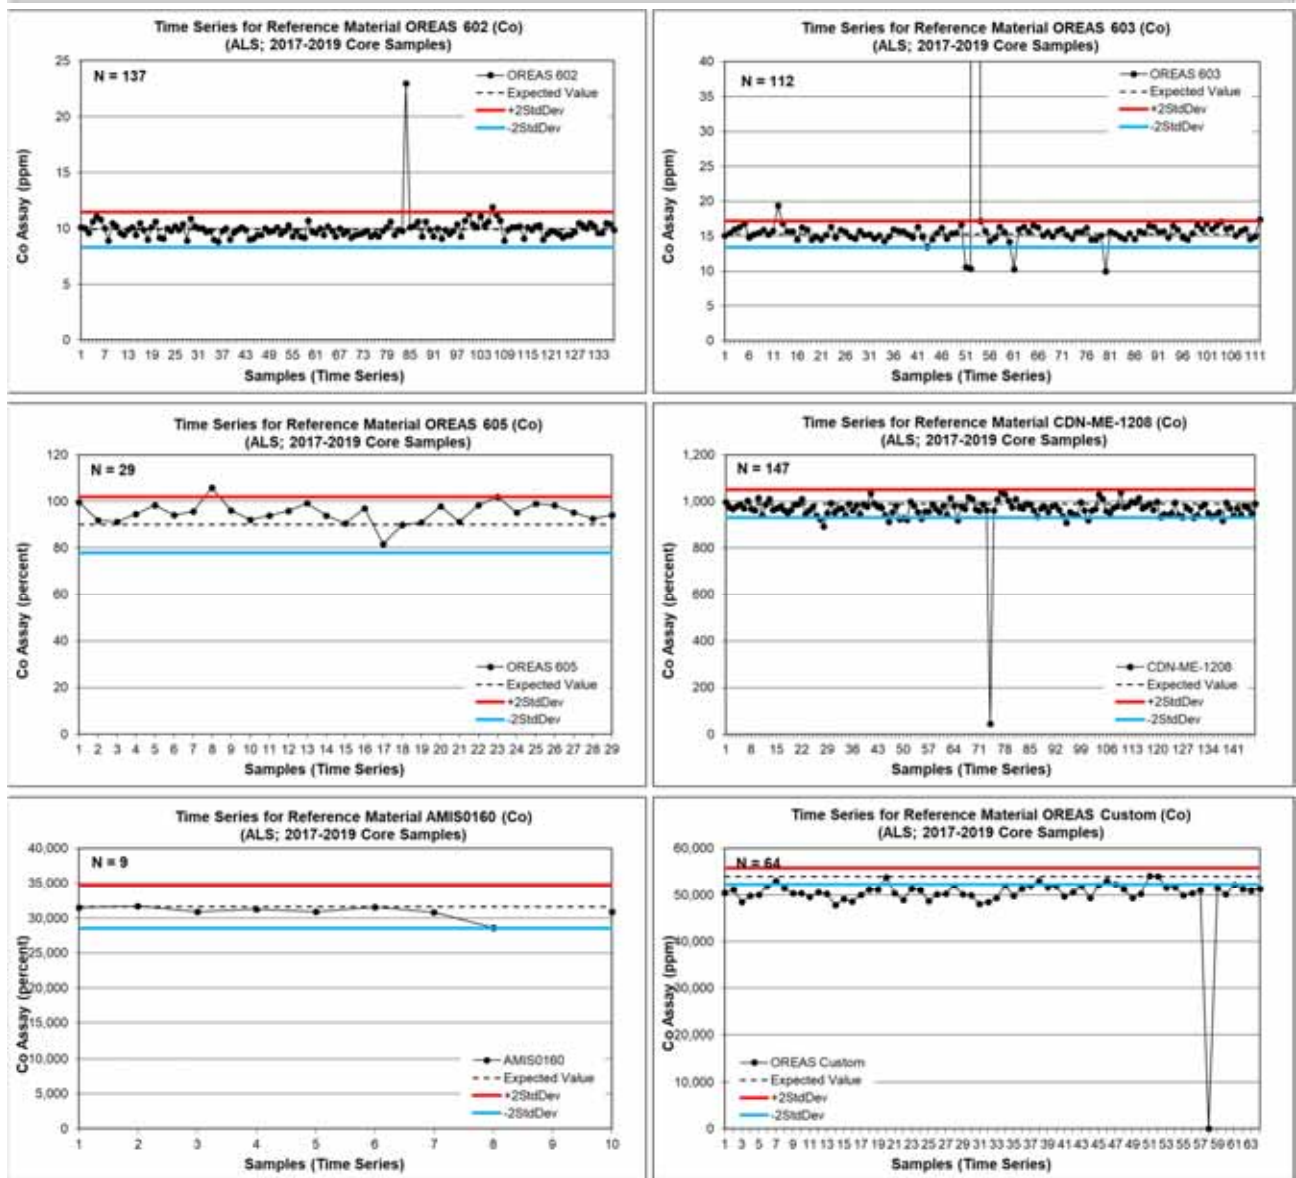 Time Series for Reference Material OREAS 602 (Co)
(ALS; 2017-2019 Core Samples)
N = 137
OREAS 602
Expected Value
+2StdDev
-2StdDev
Co Assay (ppm)
25
20
15
10
5
0
1 7 13 19 25 31 37 43 49 55 61 67 73 79 85 91 97 103 109 115 121 127 133
Samples (Time Series)
Time Series for Reference Material OREAS 603 (Co)
(ALS; 2017-2019 Core Samples)
N = 112
OREAS 603
Expected Value
+2StdDev
-2StdDev
Co Assay (ppm)
40
35
30
25
20
15
10
5
0
1 6 11 16 21 26 31 36 41 46 51 56 61 66 71 76 81 86 91 96 101 106 111
Samples (Time Series)
Time Series for Reference Material OREAS 605 (Co)
(ALS; 2017-2019 Core Samples)
N = 29
OREAS 605
Expected Value
+2StdDev
-2StdDev
Co Assay (percent)
120
100
80
60
40
20
0
1 2 3 4 5 6 7 8 9 10 11 12 13 14 15 16 17 18 19 20 21 22 23 24 25 26 27 28 29
Samples (Time Series)
Time Series for Reference Material CDN-ME-1208 (Co)
(ALS; 2017-2019 Core Samples)
N = 147
CDN-ME-1208
Expected Value
+2StdDev
-2StdDev
Co Assay (ppm)
1,200
1,000
800
600
400
200
0
1 8 15 22 29 36 43 50 57 64 71 78 85 92 99 106 113 120 127 134 141
Samples (Time Series)
Time Series for Reference Material AMIS0160 (Co)
(ALS; 2017-2019 Core Samples)
N = 9
AMIS0160
Expected Value
+2StdDev
-2StdDev
Co Assay (percent)
40,000
35,000
30,000
25,000
20,000
15,000
10,000
5,000
0
1 2 3 4 5 6 7 8 9 10
Samples (Time Series)
Time Series for Reference Material OREAS Custom (Co)
(ALS; 2017-2019 Core Samples)
N = 64
OREAS Custom
Expected Value
+2StdDev
-2StdDev
Co Assay (ppm)
60,000
50,000
40,000
30,000
20,000
10,000
0
1 3 5 7 9 11 13 15 17 19 21 23 25 27 29 31 33 35 37 39 41 43 45 47 49 51 53 55 57 59 61 63
Samples (Time Series)